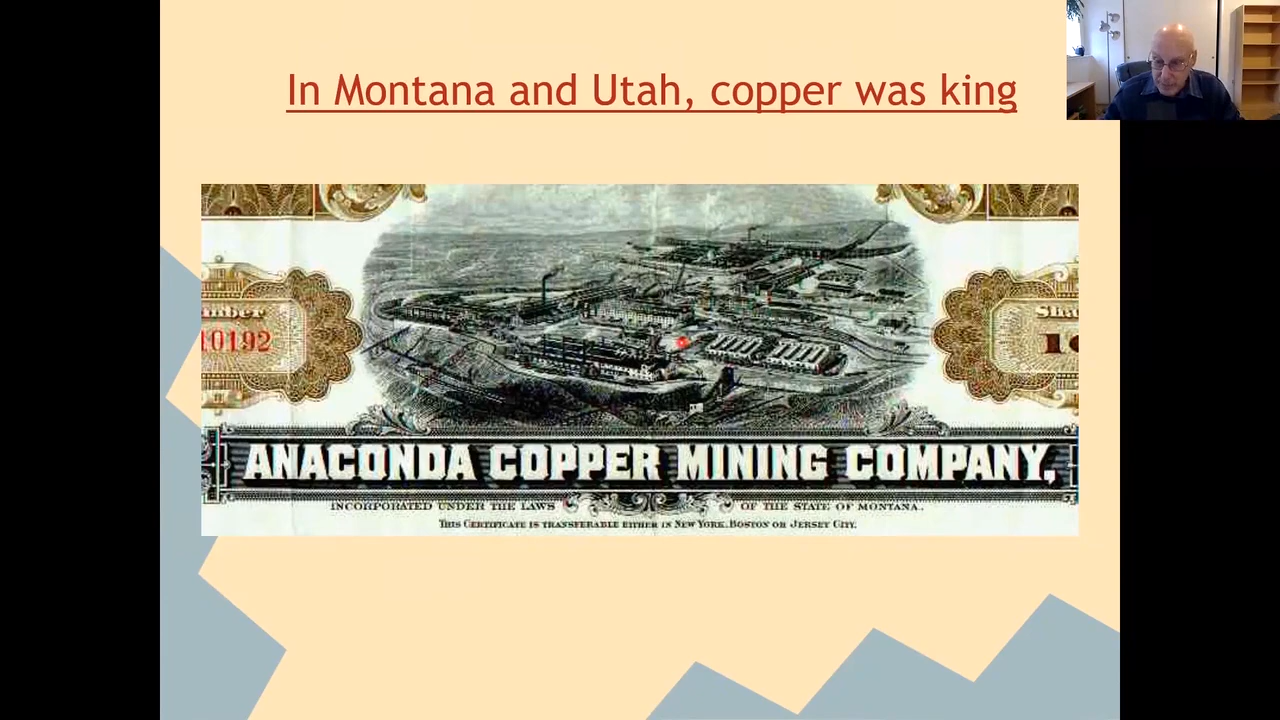 In Montana and Utah, copper was king
10192
ANACONDA COPPER MINING COMPANY,
INCORPORATED UNDER THE LAWS OF THE STATE OF MONTANA.
THIS CERTIFICATE IS TRANSFERABLE EITHER IN NEW YORK, BOSTON OR JERSEY CITY.